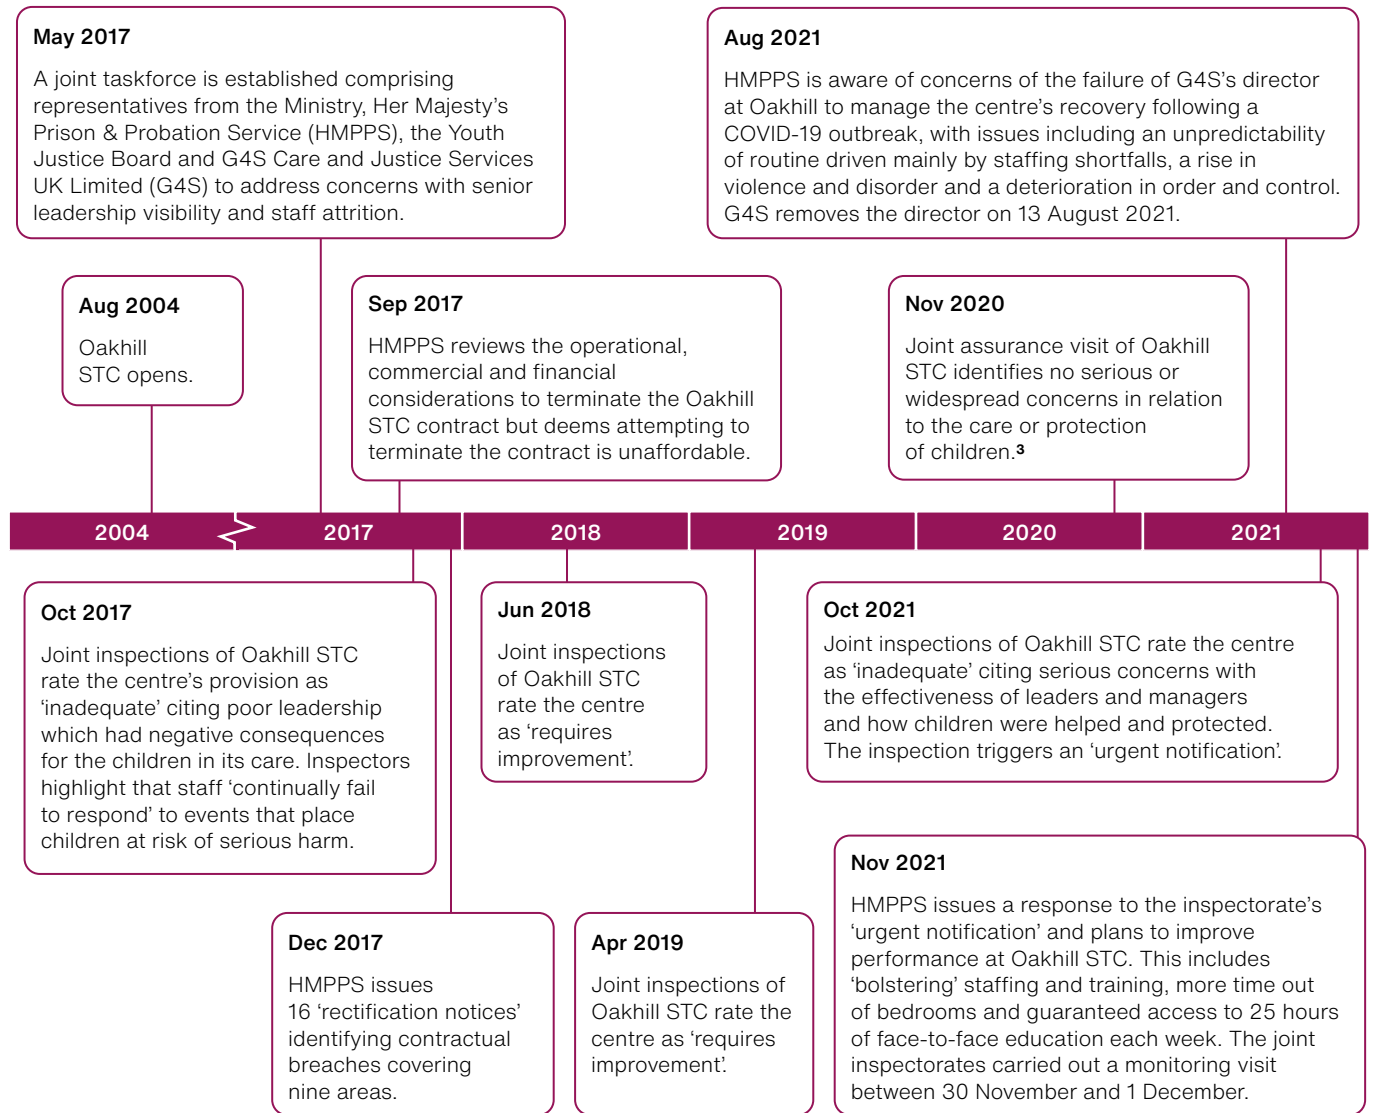 May 2017
A joint taskforce is established comprising
representatives from the Ministry, Her Majesty’s
Prison & Probation Service (HMPPS), the Youth
Justice Board and G4S Care and Justice Services
UK Limited (G4S) to address concerns with senior
leadership visibility and staff attrition.
Aug 2021
HMPPS is aware of concerns of the failure of G4S’s director
at Oakhill to manage the centre’s recovery following a
COVID-19 outbreak, with issues including an unpredictability
of routine driven mainly by staffing shortfalls, a rise in
violence and disorder and a deterioration in order and control.
G4S removes the director on 13 August 2021.
Aug 2004
Oakhill
STC opens.
Sep 2017
HMPPS reviews the operational,
commercial and financial
considerations to terminate the Oakhill
STC contract but deems attempting to
terminate the contract is unaffordable.
Nov 2020
Joint assurance visit of Oakhill
STC identifies no serious or
widespread concerns in relation
to the care or protection
of children.3
2004
2017
2018
2019
2020
2021
Oct 2017
Joint inspections of Oakhill STC
rate the centre’s provision as
‘inadequate’ citing poor leadership
which had negative consequences
for the children in its care. Inspectors
highlight that staff ‘continually fail
to respond’ to events that place
children at risk of serious harm.
Jun 2018
Joint inspections
of Oakhill STC
rate the centre
as ‘requires
improvement’.
Oct 2021
Joint inspections of Oakhill STC rate the centre
as ‘inadequate’ citing serious concerns with
the effectiveness of leaders and managers
and how children were helped and protected.
The inspection triggers an ‘urgent notification’.
Dec 2017
HMPPS issues
16 ‘rectification notices’
identifying contractual
breaches covering
nine areas.
Apr 2019
Joint inspections of
Oakhill STC rate the
centre as ‘requires
improvement’.
Nov 2021
HMPPS issues a response to the inspectorate’s
‘urgent notification’ and plans to improve
performance at Oakhill STC. This includes
‘bolstering’ staffing and training, more time out
of bedrooms and guaranteed access to 25 hours
of face-to-face education each week. The joint
inspectorates carried out a monitoring visit
between 30 November and 1 December.